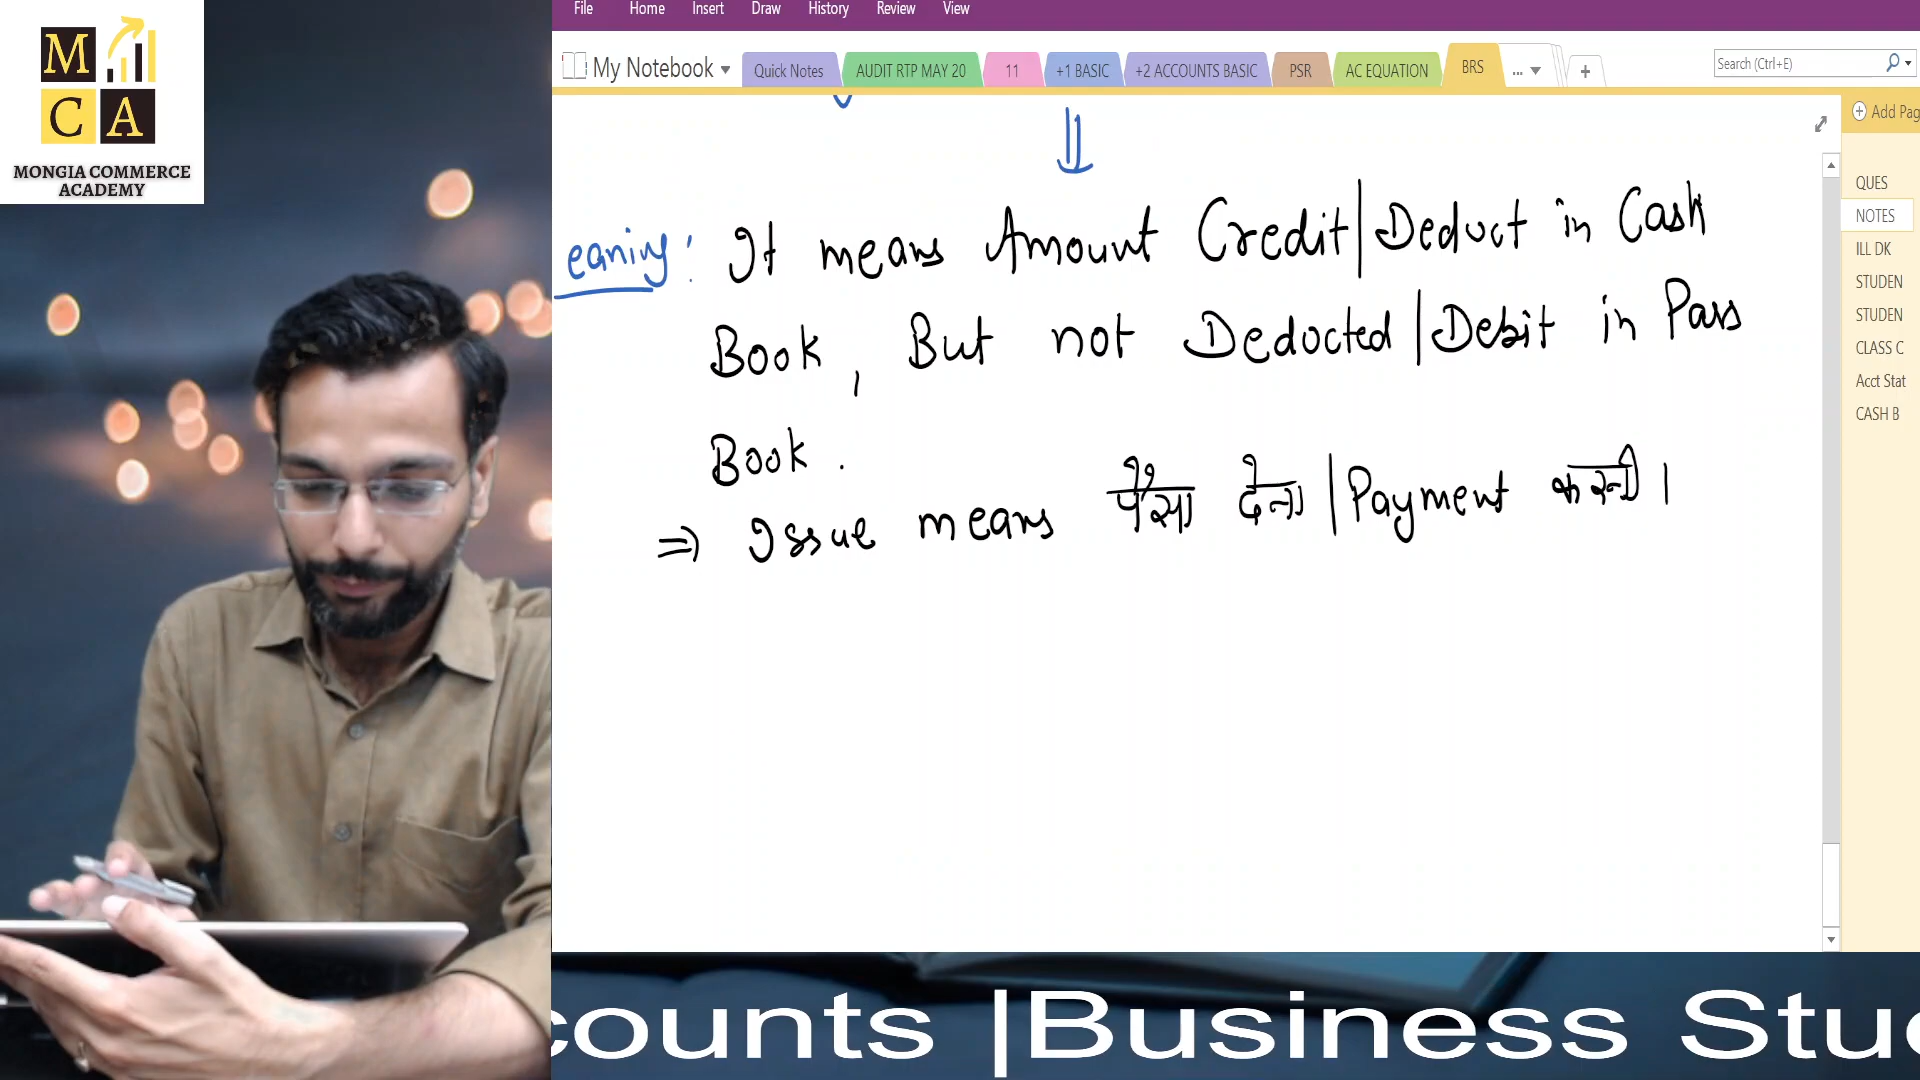 M
C A
MONGIA COMMERCE
ACADEMY
File Home Insert Draw History Review View
My Notebook
Quick Notes
AUDIT RTP MAY 20
11
+1 BASIC
+2 ACCOUNTS BASIC
PSR
AC EQUATION
BRS
...
Search (Ctrl+E)
Add Pag
QUES
NOTES
ILL DK
STUDEN
STUDEN
CLASS C
Acct Stat
CASH B
eaning: It means Amount Credit|Deduct in Cash
Book, But not Deducted|Debit in Pass
Book.
⇒ Issue means पैसा देना|Payment करनी।
counts |Business Stu